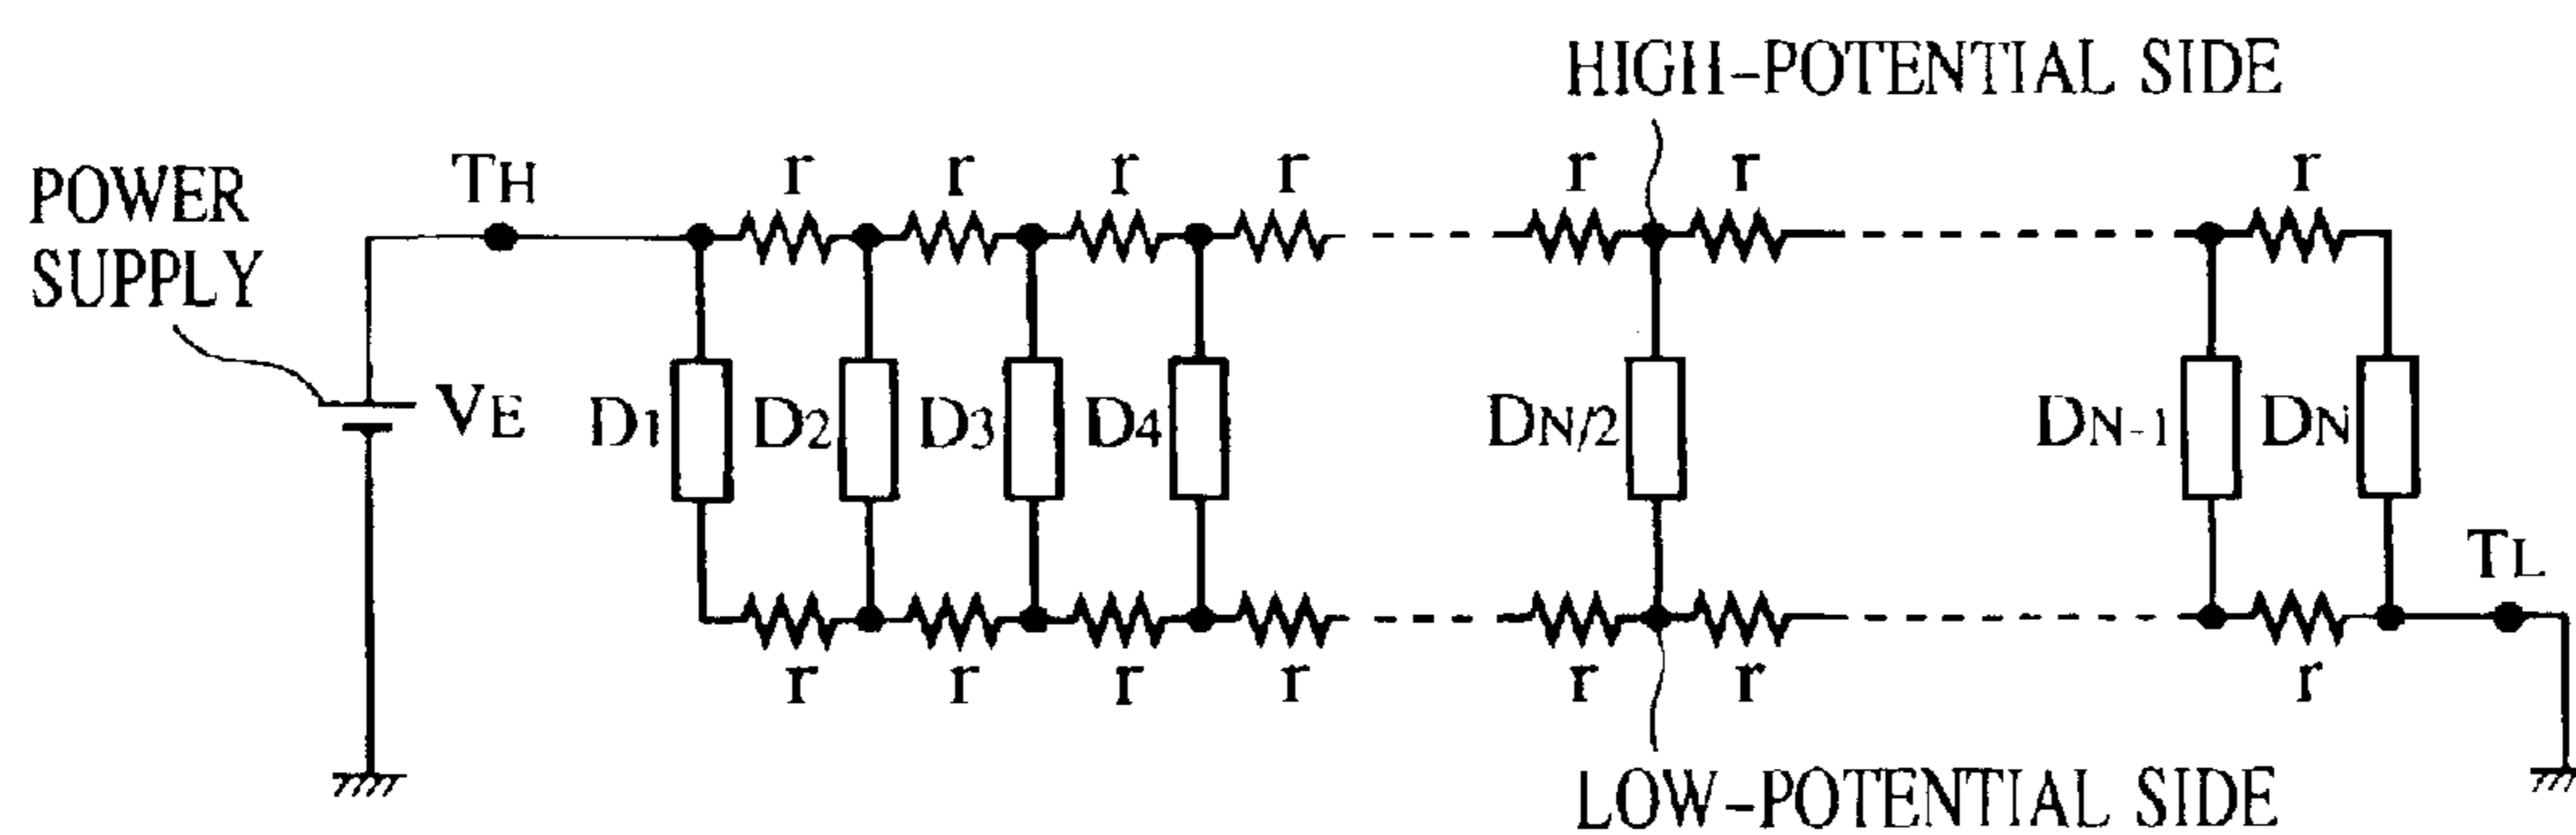 HIGH-POTENTIAL SIDE
POWER
SUPPLY
TH
r r r r r r r
VE
D1 D2 D3 D4 DN/2 DN-1 DN
TL
r r r r r r r
LOW-POTENTIAL SIDE